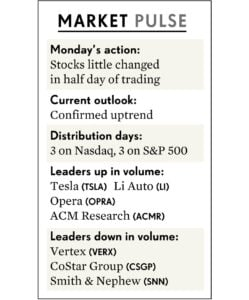 MARKET PULSE
Monday's action:
Stocks little changed
in half day of trading
Current outlook:
Confirmed uptrend
Distribution days:
3 on Nasdaq, 3 on S&P 500
Leaders up in volume:
Tesla (TSLA) Li Auto (LI)
Opera (OPRA)
ACM Research (ACMR)
Leaders down in volume:
Vertex (VERX)
CoStar Group (CSGP)
Smith & Nephew (SNN)